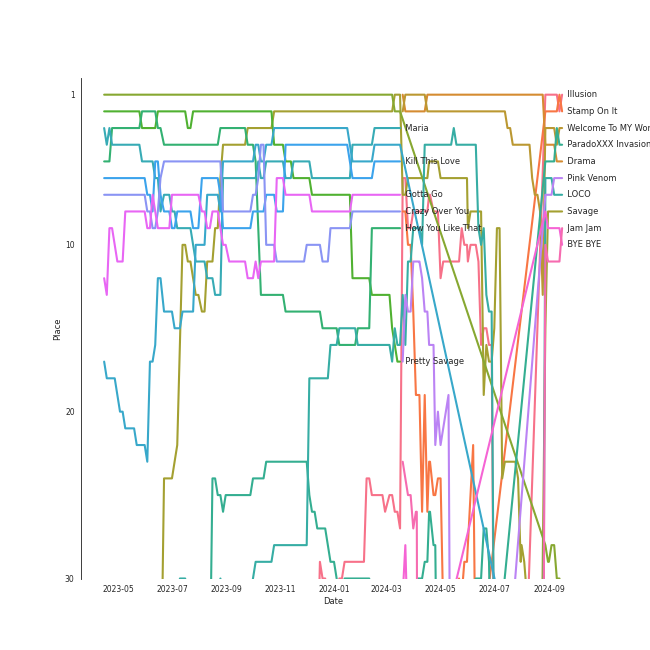 1
Illusion
Stamp On It
Maria
Welcome To MY Wor
ParadoXXX Invasion
Kill This Love
Drama
Pink Venom
Gotta Go
LOCO
Crazy Over You
Savage
How You Like That
Jam Jam
10
BYE BYE
Place
Pretty Savage
20
30
2023-05
2023-07
2023-09
2023-11
2024-01
2024-03
2024-05
2024-07
2024-09
Date